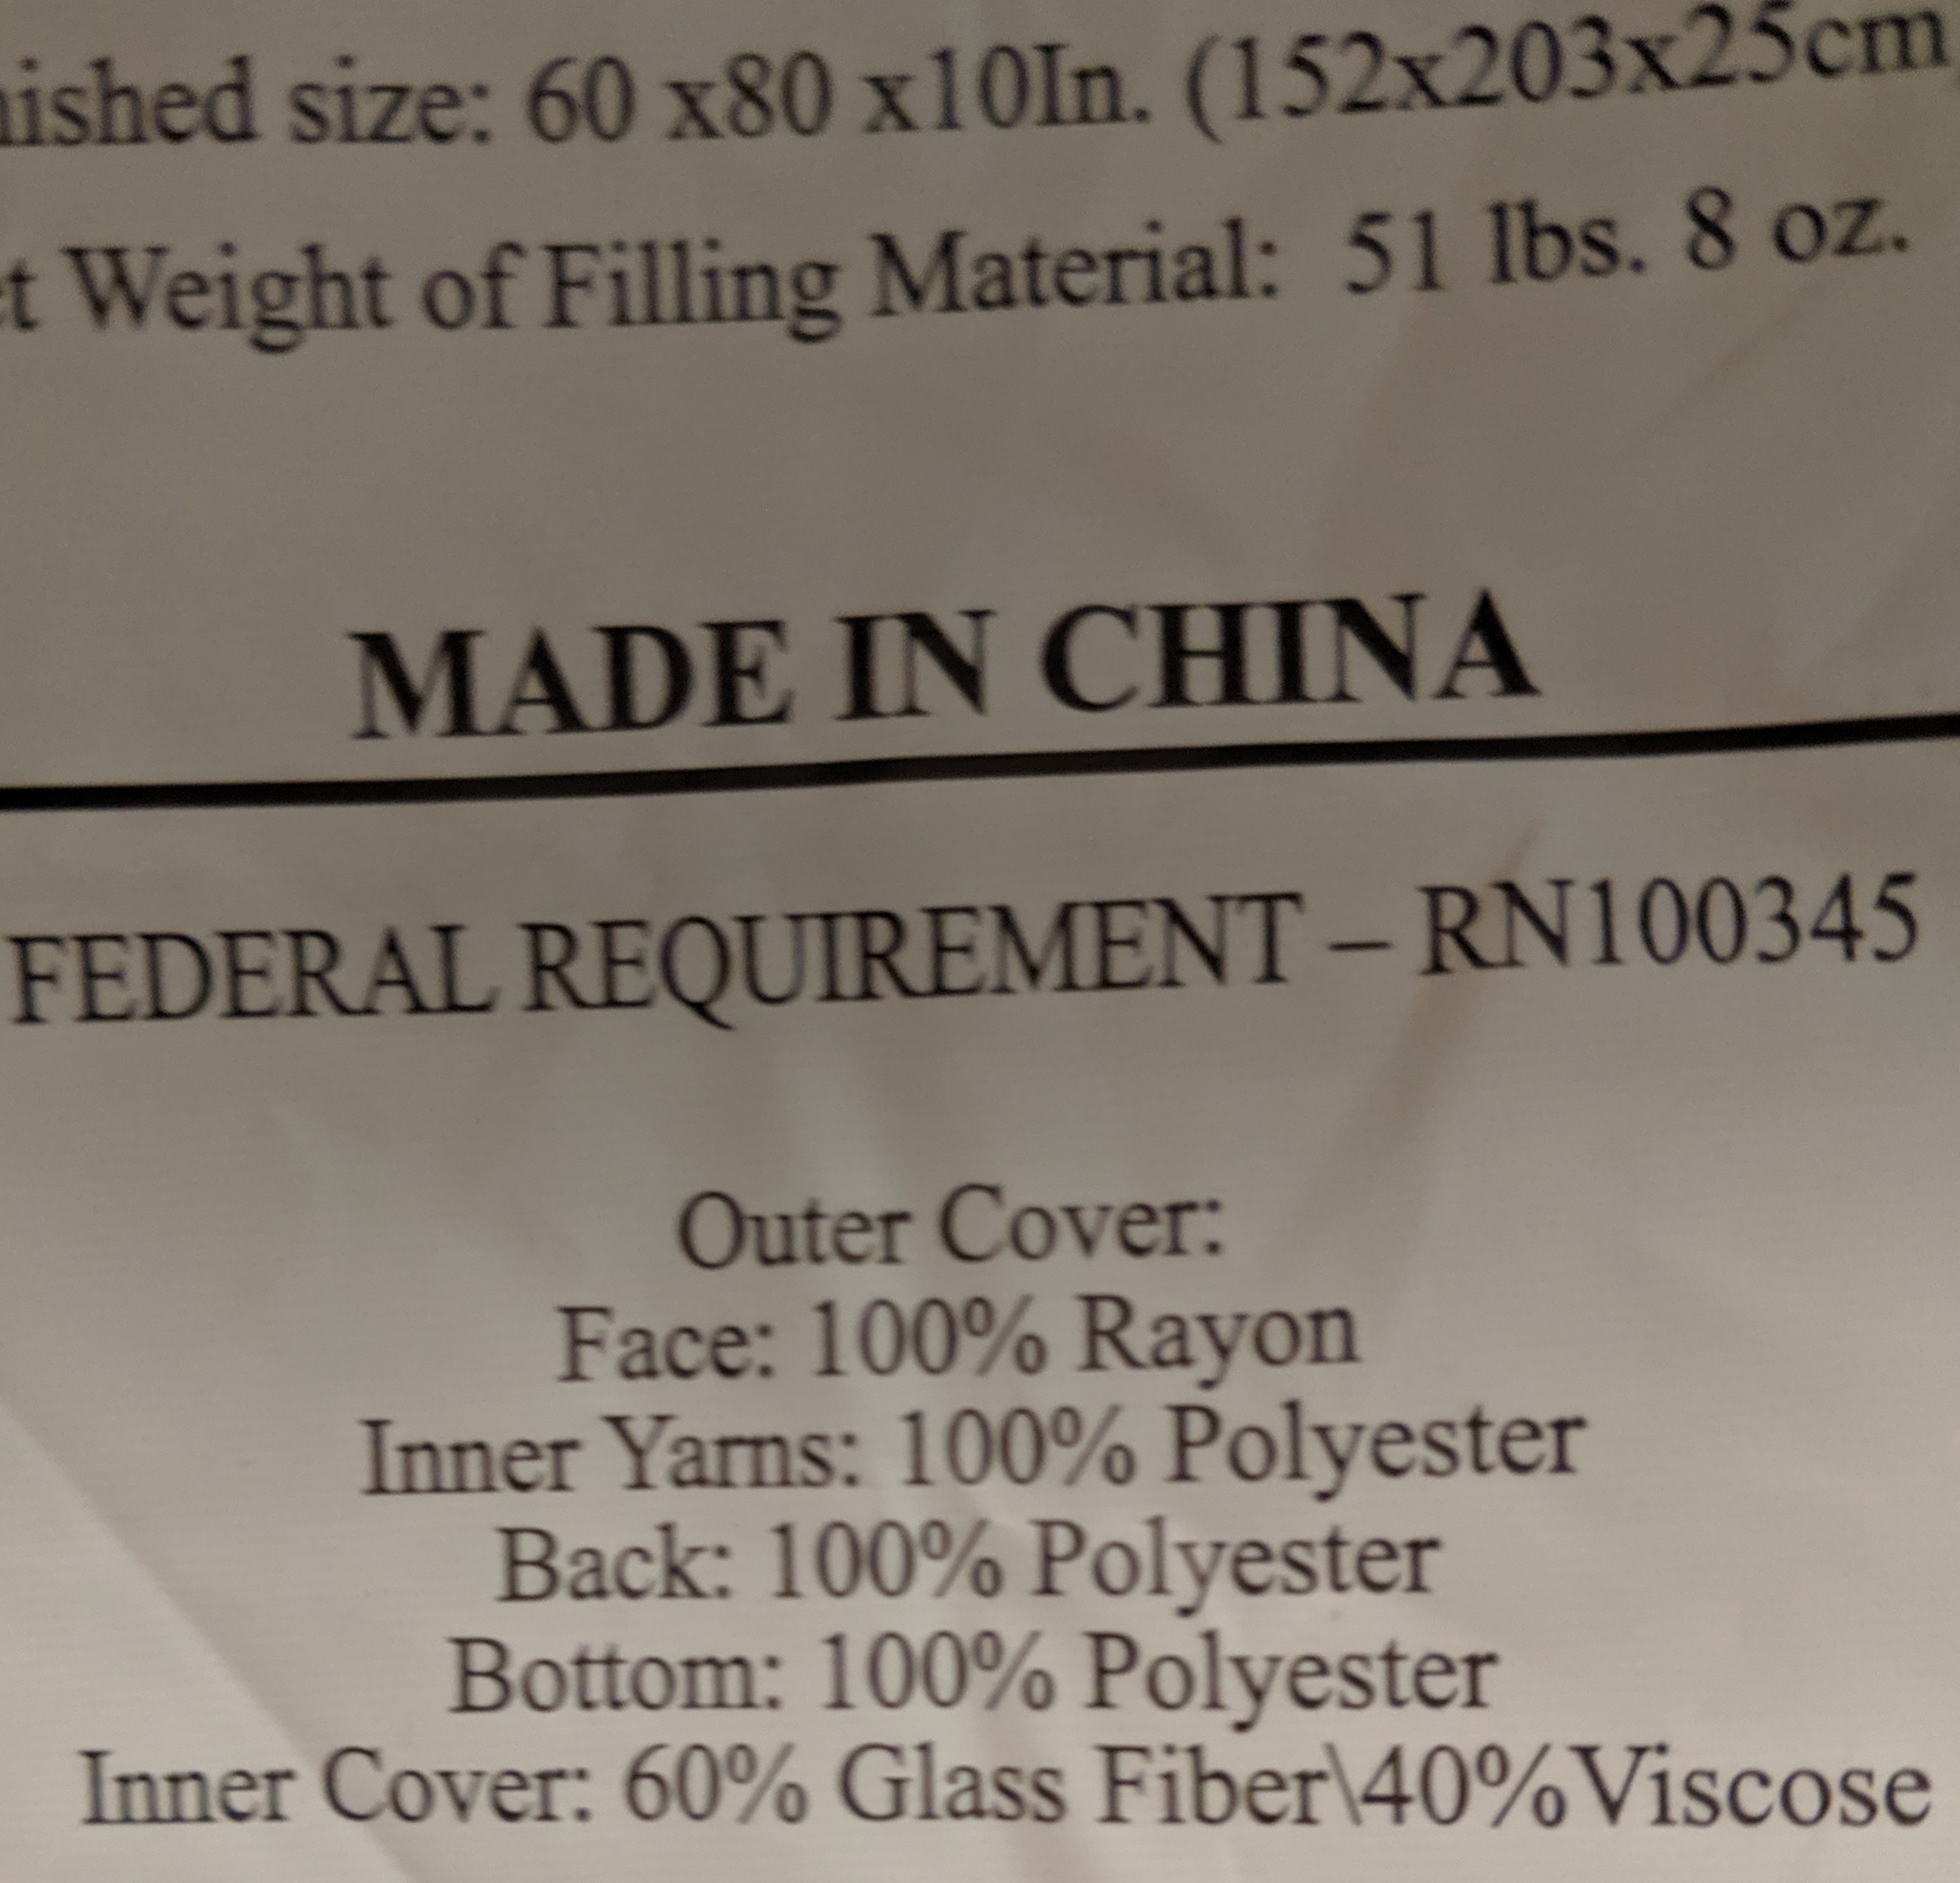 ished size: 60 x80 x10In. (152x203x25cm
t Weight of Filling Material: 51 lbs. 8 oz.
MADE IN CHINA
FEDERAL REQUIREMENT – RN100345
Outer Cover:
Face: 100% Rayon
Inner Yarns: 100% Polyester
Back: 100% Polyester
Bottom: 100% Polyester
Inner Cover: 60% Glass Fiber\40%Viscose